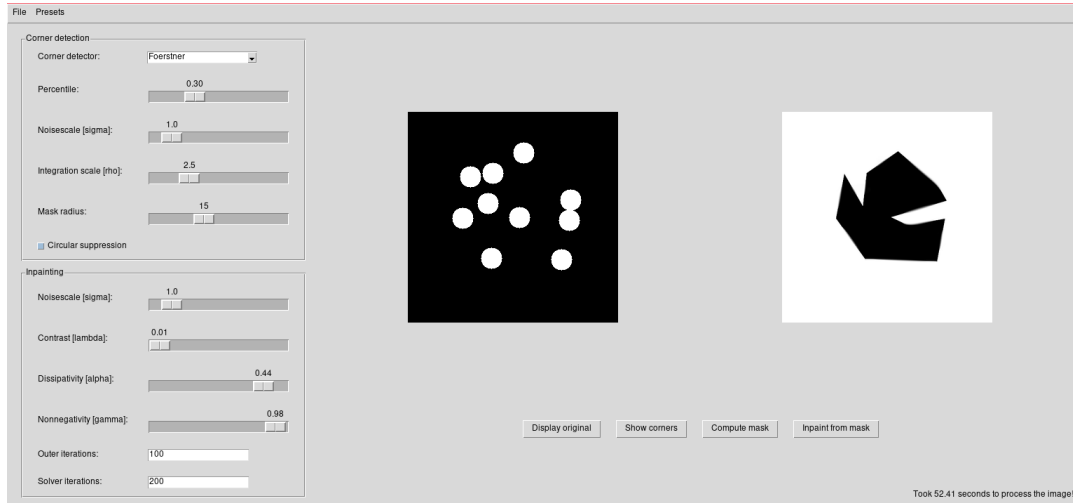 File Presets
Corner detection
Corner detector: Foerstner
0.30
Percentile:
1.0
Noisescale [sigma]:
2.5
Integration scale [rho]:
15
Mask radius:
Circular suppression
Inpainting
1.0
Noisescale [sigma]:
0.01
Contrast [lambda]:
0.44
Dissipativity [alpha]:
0.98
Nonnegativity [gamma]:
Outer iterations: 100
Solver iterations: 200
Display original Show corners Compute mask Inpaint from mask
Took 52.41 seconds to process the image!